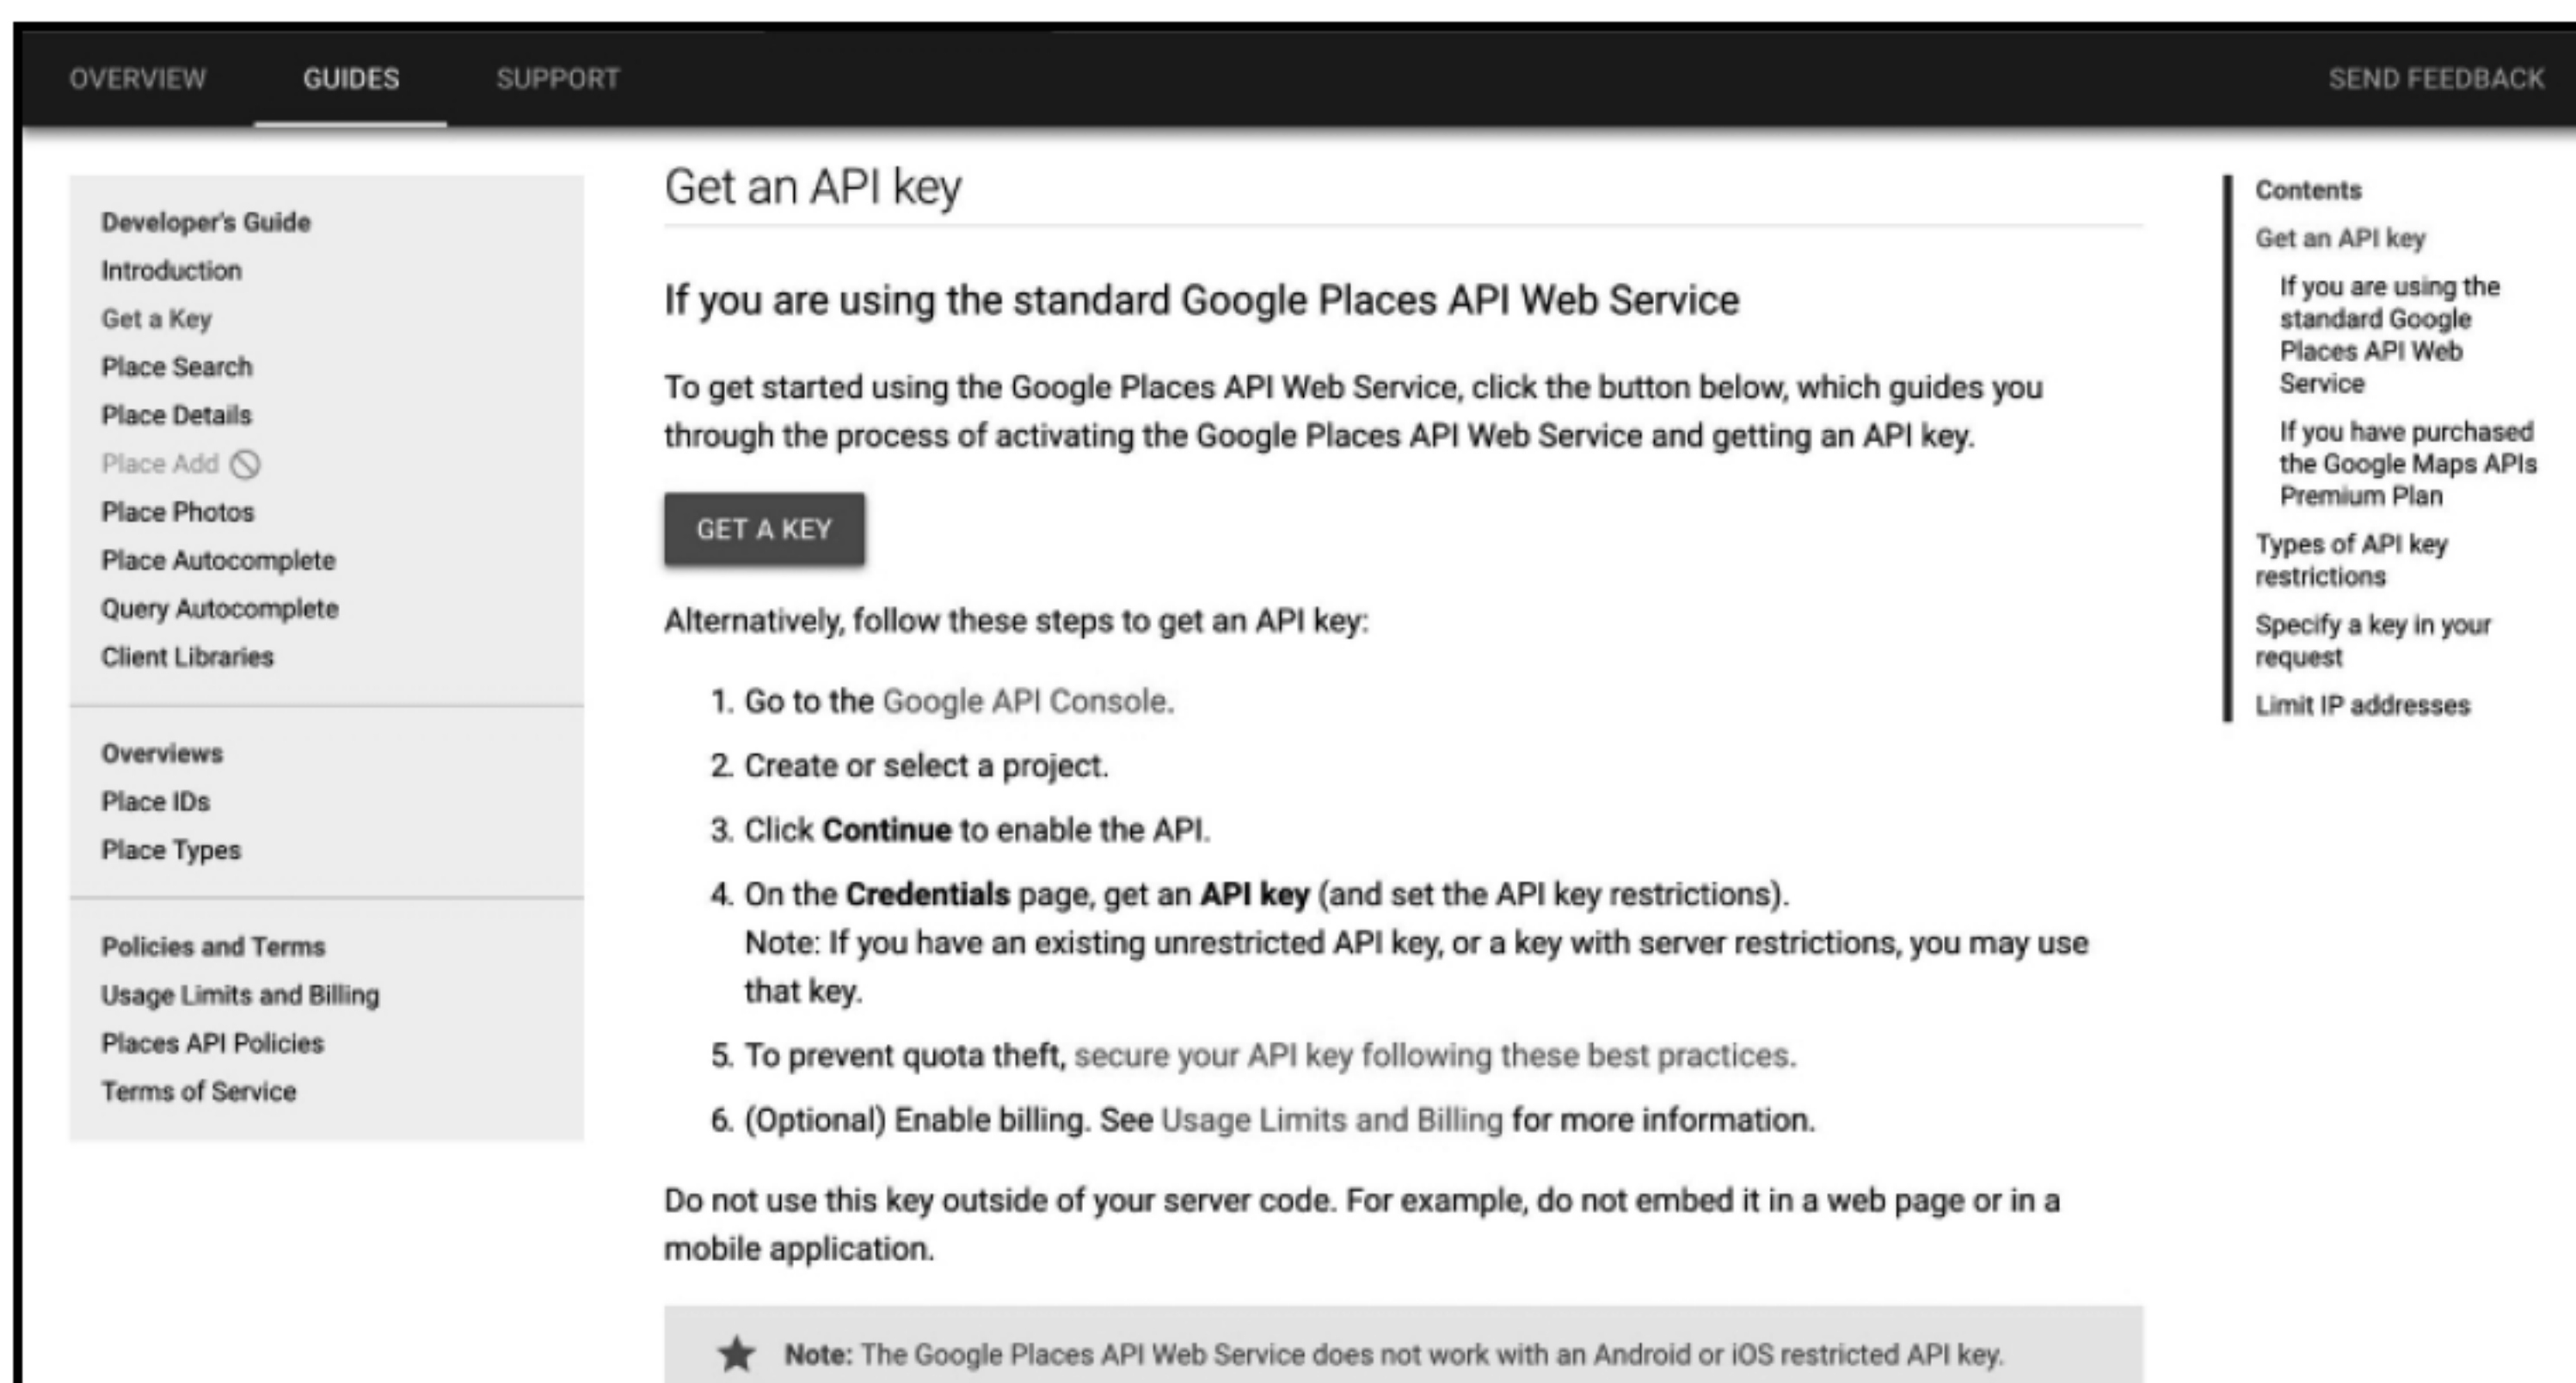 OVERVIEW GUIDES SUPPORT SEND FEEDBACK
Developer's Guide
Introduction
Get a Key
Place Search
Place Details
Place Add
Place Photos
Place Autocomplete
Query Autocomplete
Client Libraries
Overviews
Place IDs
Place Types
Policies and Terms
Usage Limits and Billing
Places API Policies
Terms of Service
Get an API key
If you are using the standard Google Places API Web Service
To get started using the Google Places API Web Service, click the button below, which guides you
through the process of activating the Google Places API Web Service and getting an API key.
GET A KEY
Alternatively, follow these steps to get an API key:
1. Go to the Google API Console.
2. Create or select a project.
3. Click Continue to enable the API.
4. On the Credentials page, get an API key (and set the API key restrictions).
Note: If you have an existing unrestricted API key, or a key with server restrictions, you may use
that key.
5. To prevent quota theft, secure your API key following these best practices.
6. (Optional) Enable billing. See Usage Limits and Billing for more information.
Do not use this key outside of your server code. For example, do not embed it in a web page or in a
mobile application.
Note: The Google Places API Web Service does not work with an Android or iOS restricted API key.
Contents
Get an API key
If you are using the
standard Google
Places API Web
Service
If you have purchased
the Google Maps APIs
Premium Plan
Types of API key
restrictions
Specify a key in your
request
Limit IP addresses